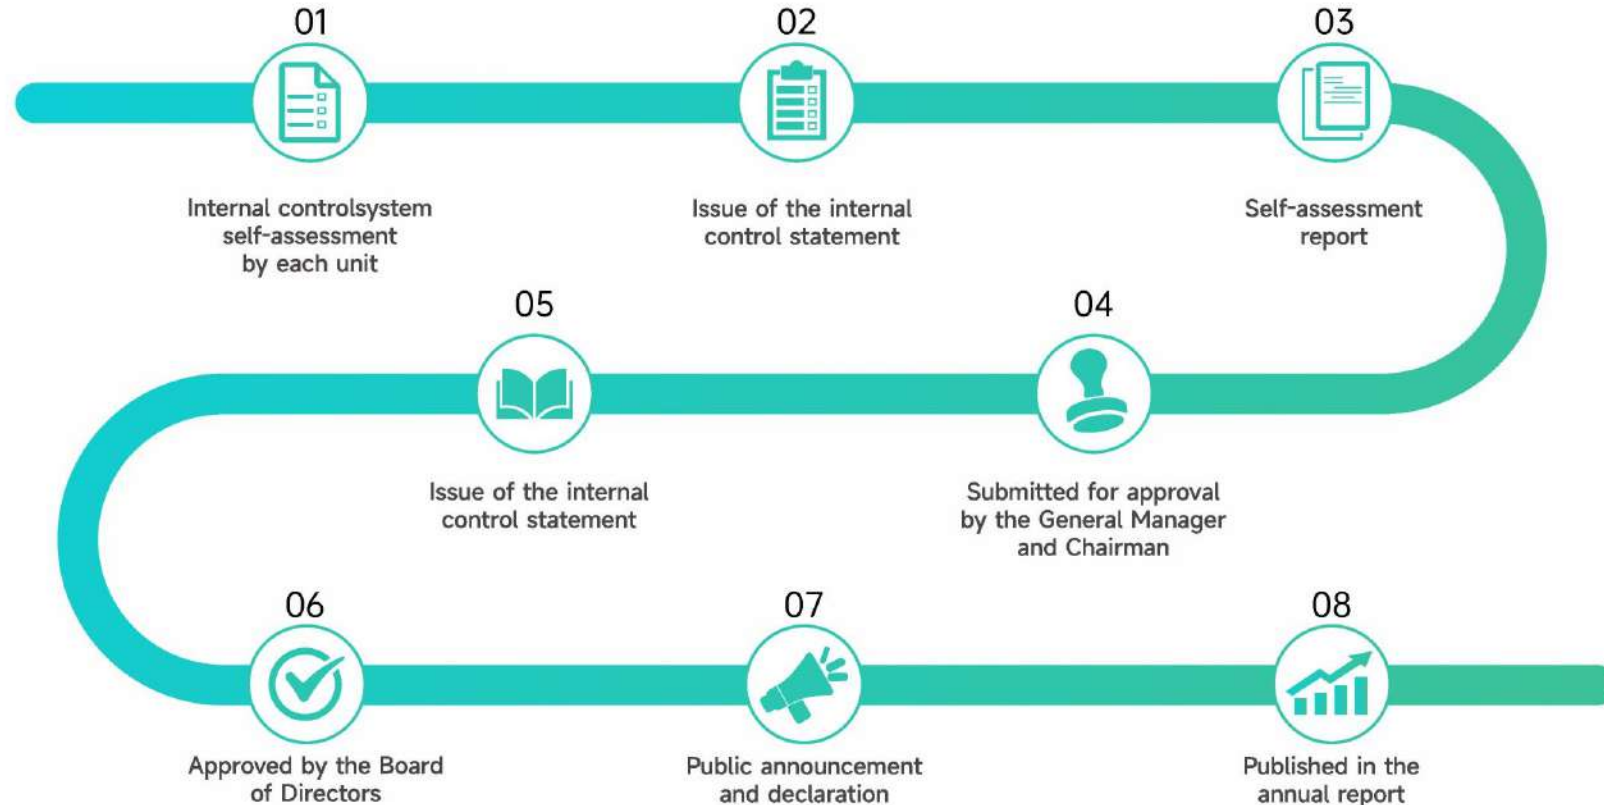 01
Internal controlsystem
self-assessment
by each unit
02
Issue of the internal
control statement
03
Self-assessment
report
04
Submitted for approval
by the General Manager
and Chairman
05
Issue of the internal
control statement
06
Approved by the Board
of Directors
07
Public announcement
and declaration
08
Published in the
annual report